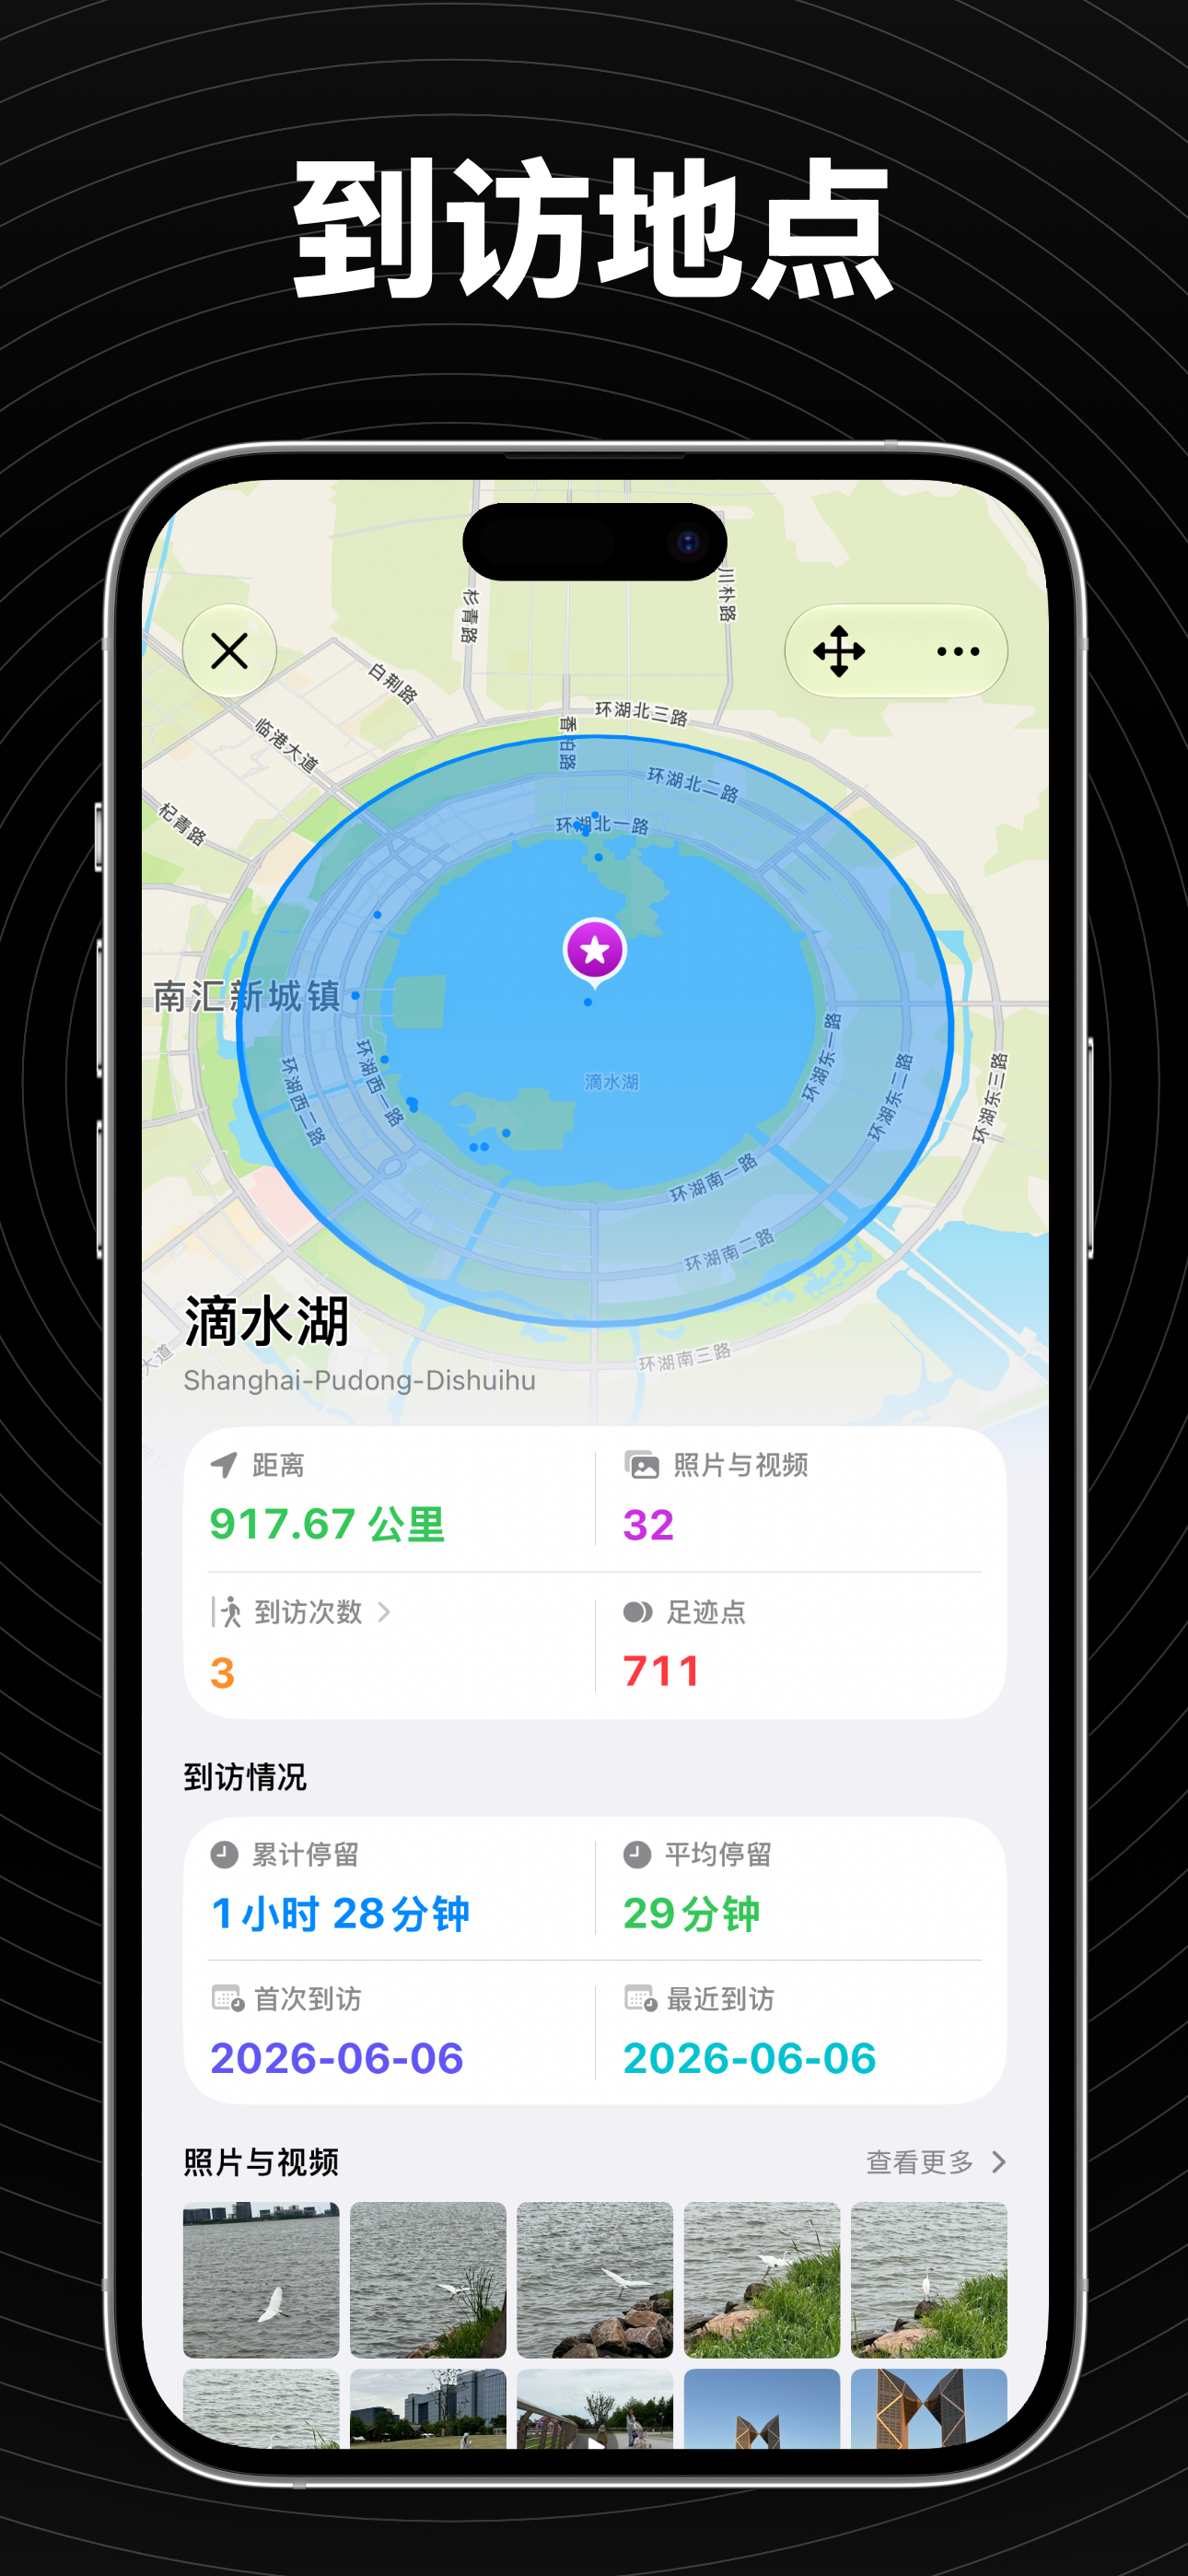 到访地点
杉青路
川朴路
白荆路
临港大道
环湖北三路
香柏路
环湖北二路
杞青路
环湖北一路
南汇新城镇
滴水湖
环湖西二路
环湖西一路
环湖东一路
环湖东二路
环湖东三路
环湖南一路
环湖南二路
环湖南三路
大道
滴水湖
Shanghai-Pudong-Dishuihu
距离
照片与视频
917.67 公里
32
到访次数
足迹点
3
711
到访情况
累计停留
平均停留
1 小时 28 分钟
29 分钟
首次到访
最近到访
2026-06-06
2026-06-06
照片与视频
查看更多